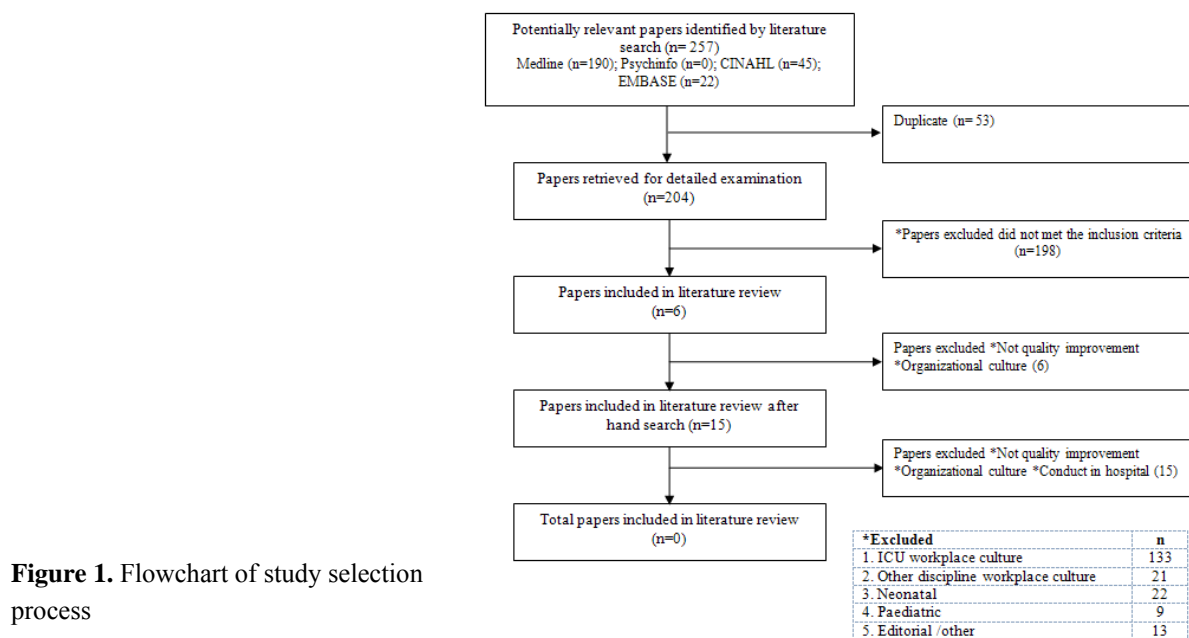 Potentially relevant papers identified by literature
search (n= 257)
Medline (n=190); Psychinfo (n=0); CINAHL (n=45);
EMBASE (n=22)
Duplicate (n= 53)
Papers retrieved for detailed examination
(n=204)
*Papers excluded did not met the inclusion criteria
(n=198)
Papers included in literature review
(n=6)
Papers excluded *Not quality improvement
*Organizational culture (6)
Papers included in literature review after
hand search (n=15)
Papers excluded *Not quality improvement
*Organizational culture *Conduct in hospital (15)
Total papers included in literature review
(n=0)
*Excluded n
1. ICU workplace culture 133
2. Other discipline workplace culture 21
3. Neonatal 22
4. Paediatric 9
5. Editorial /other 13
Figure 1. Flowchart of study selection
process